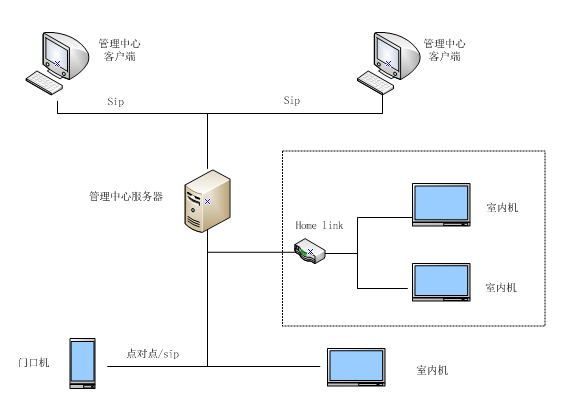 管理中心
客户端
管理中心
客户端
Sip
Sip
管理中心服务器
Home link
室内机
室内机
门口机
点对点/sip
室内机